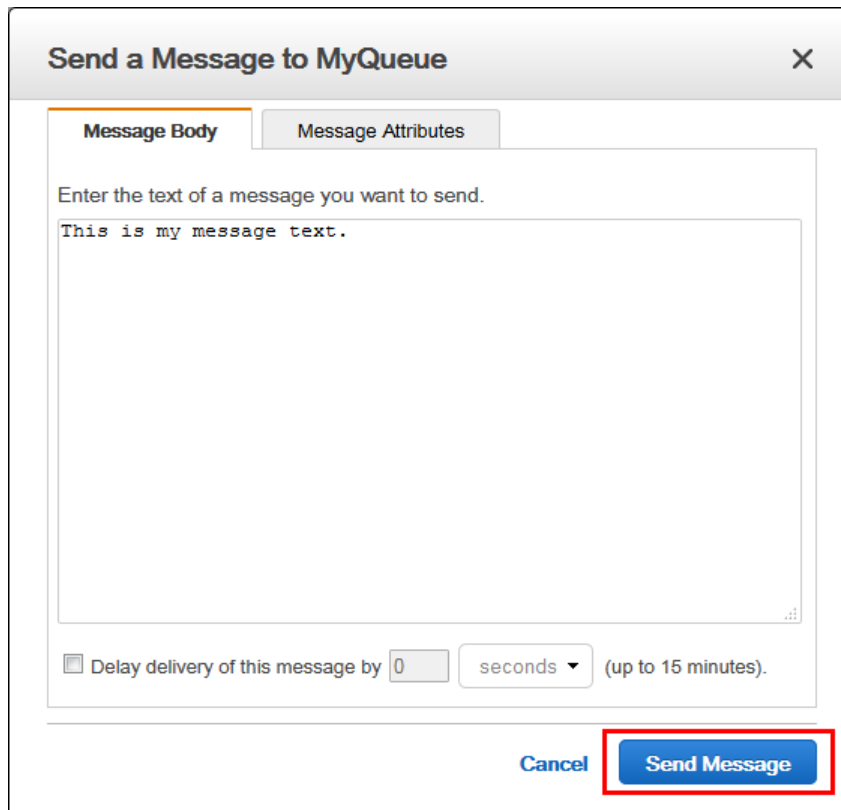 Send a Message to MyQueue
Message Body
Message Attributes
Enter the text of a message you want to send.
This is my message text.
Delay delivery of this message by 0 seconds (up to 15 minutes).
Cancel
Send Message